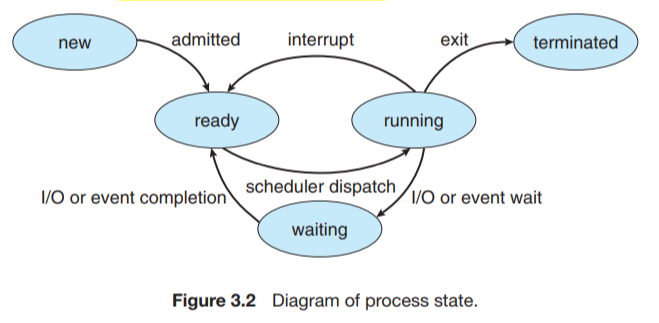 new
admitted
interrupt
exit
terminated
ready
running
scheduler dispatch
I/O or event completion
I/O or event wait
waiting
Figure 3.2 Diagram of process state.